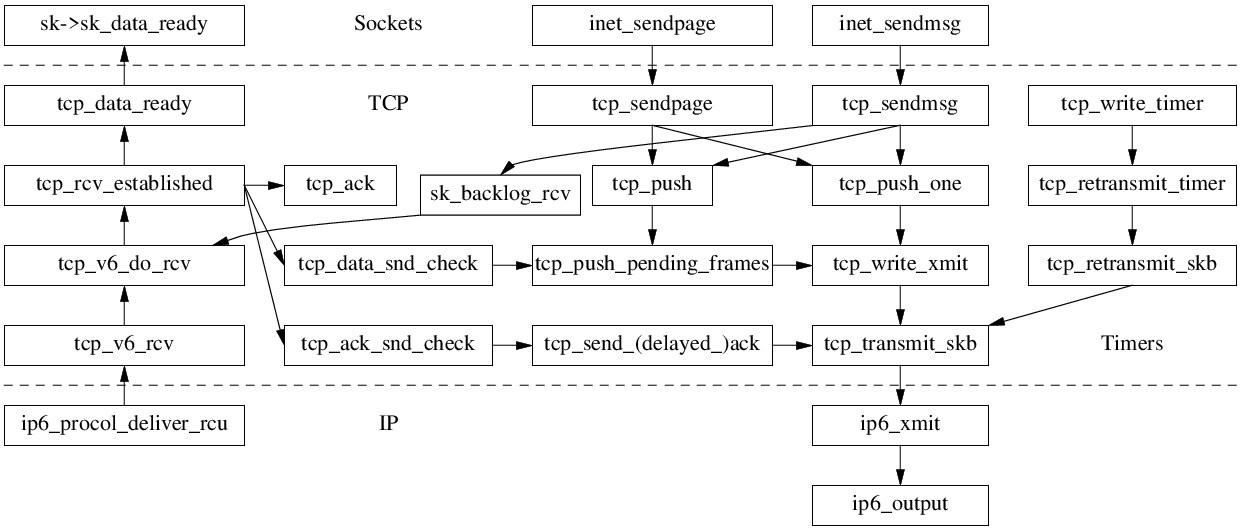 sk->sk_data_ready
Sockets
inet_sendpage
inet_sendmsg
tcp_data_ready
TCP
tcp_sendpage
tcp_sendmsg
tcp_write_timer
tcp_rcv_established
tcp_ack
sk_backlog_rcv
tcp_push
tcp_push_one
tcp_retransmit_timer
tcp_v6_do_rcv
tcp_data_snd_check
tcp_push_pending_frames
tcp_write_xmit
tcp_retransmit_skb
tcp_v6_rcv
tcp_ack_snd_check
tcp_send_(delayed_)ack
tcp_transmit_skb
Timers
ip6_procol_deliver_rcu
IP
ip6_xmit
ip6_output